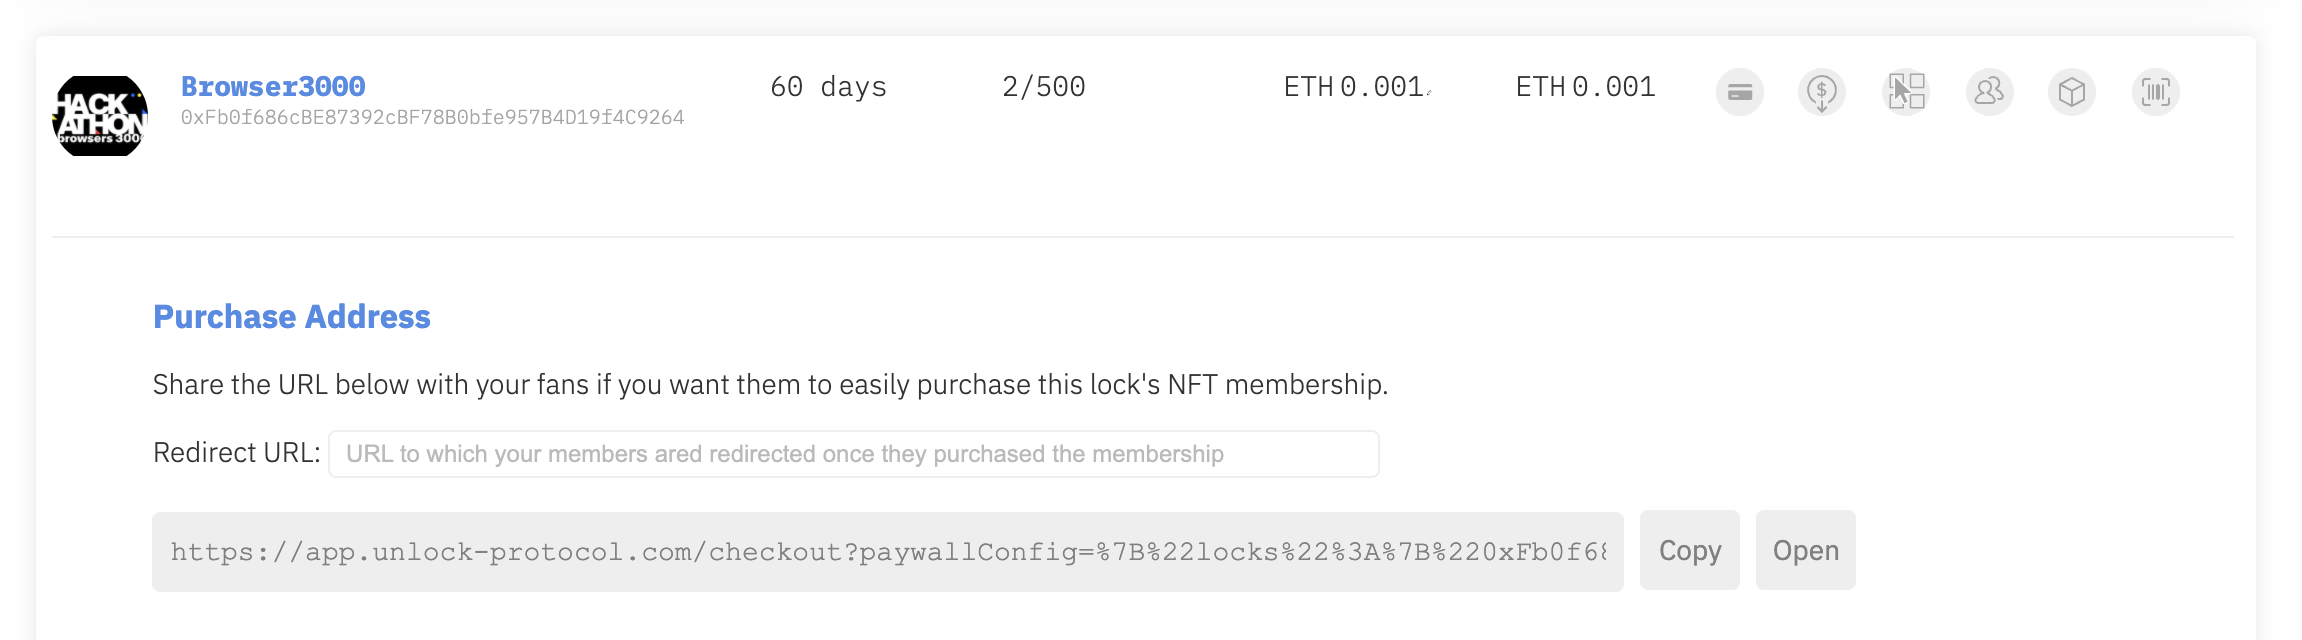 HACK
ATHON
browsers 300
Browser3000
0xFb0f686cBE87392cBF78B0bfe957B4D19f4C9264
60 days
2/500
ETH 0.001
ETH 0.001
Purchase Address
Share the URL below with your fans if you want them to easily purchase this lock's NFT membership.
Redirect URL: URL to which your members ared redirected once they purchased the membership
https://app.unlock-protocol.com/checkout?paywallConfig=%7B%22locks%22%3A%7B%220xFb0f68
Copy
Open